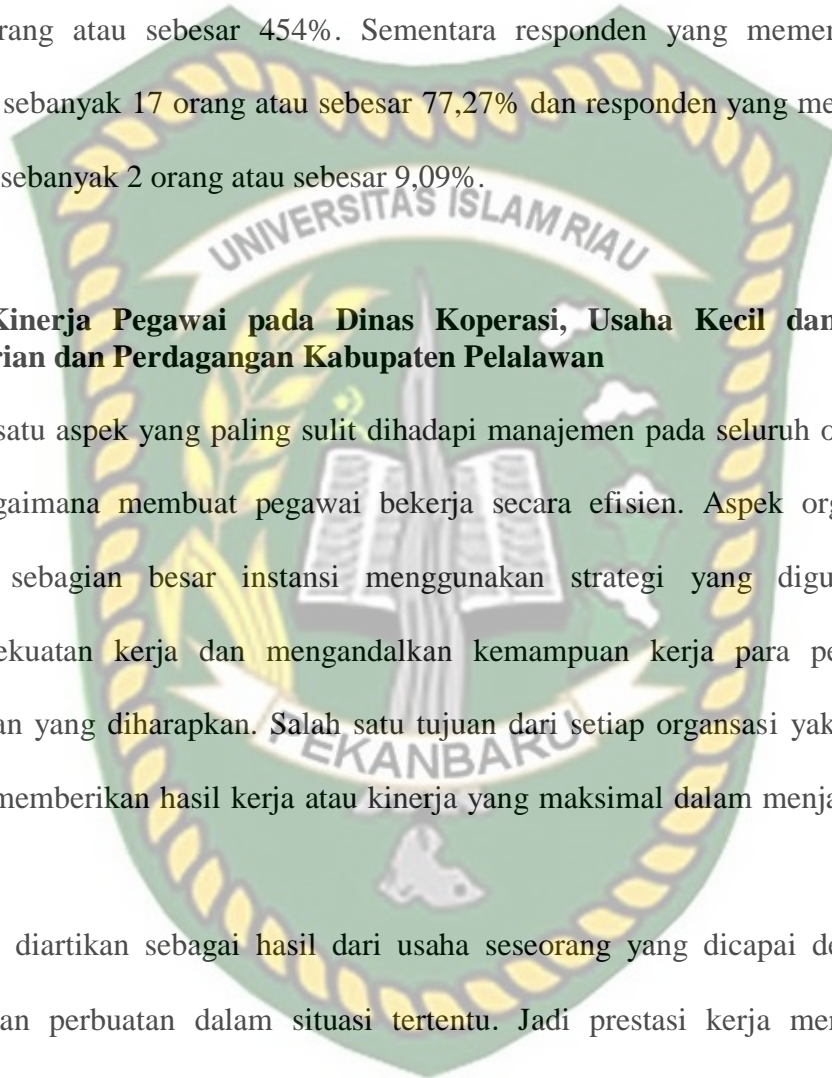 rang atau sebesar 454%. Sementara responden yang memer
sebanyak 17 orang atau sebesar 77,27% dan responden yang me
sebanyak 2 orang atau sebesar 9,09%.
UNIVERSITAS ISLAM RIAU
Kinerja Pegawai pada Dinas Koperasi, Usaha Kecil dan
rian dan Perdagangan Kabupaten Pelalawan
satu aspek yang paling sulit dihadapi manajemen pada seluruh o
gaimana membuat pegawai bekerja secara efisien. Aspek org
sebagian besar instansi menggunakan strategi yang digu
ekuatan kerja dan mengandalkan kemampuan kerja para pe
an yang diharapkan. Salah satu tujuan dari setiap organsasi yak
PEKANBARU
memberikan hasil kerja atau kinerja yang maksimal dalam menja
diartikan sebagai hasil dari usaha seseorang yang dicapai de
an perbuatan dalam situasi tertentu. Jadi prestasi kerja mer